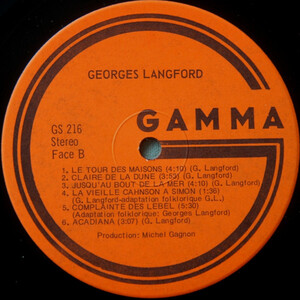 GEORGES LANGFORD
GS 216
Stereo
Face B
GAMMA
1. LE TOUR DES MAISONS (4:10) (G. Langford)
2. CLAIRE DE LA DUNE (3:50) (G. Langford)
3. JUSQU'AU BOUT DE LA MER (4:10) (G. Langford)
4. LA VIEILLE CAHNSON À SIMON (1:36)
(G. Langford-adaptation folklorique G.L.)
5. COMPLAINTE DES LEBEL (5:30)
(Adaptation folklorique: Georges Langford)
6. ACADIANA (3:07) (G. Langford)
Production: Michel Gagnon